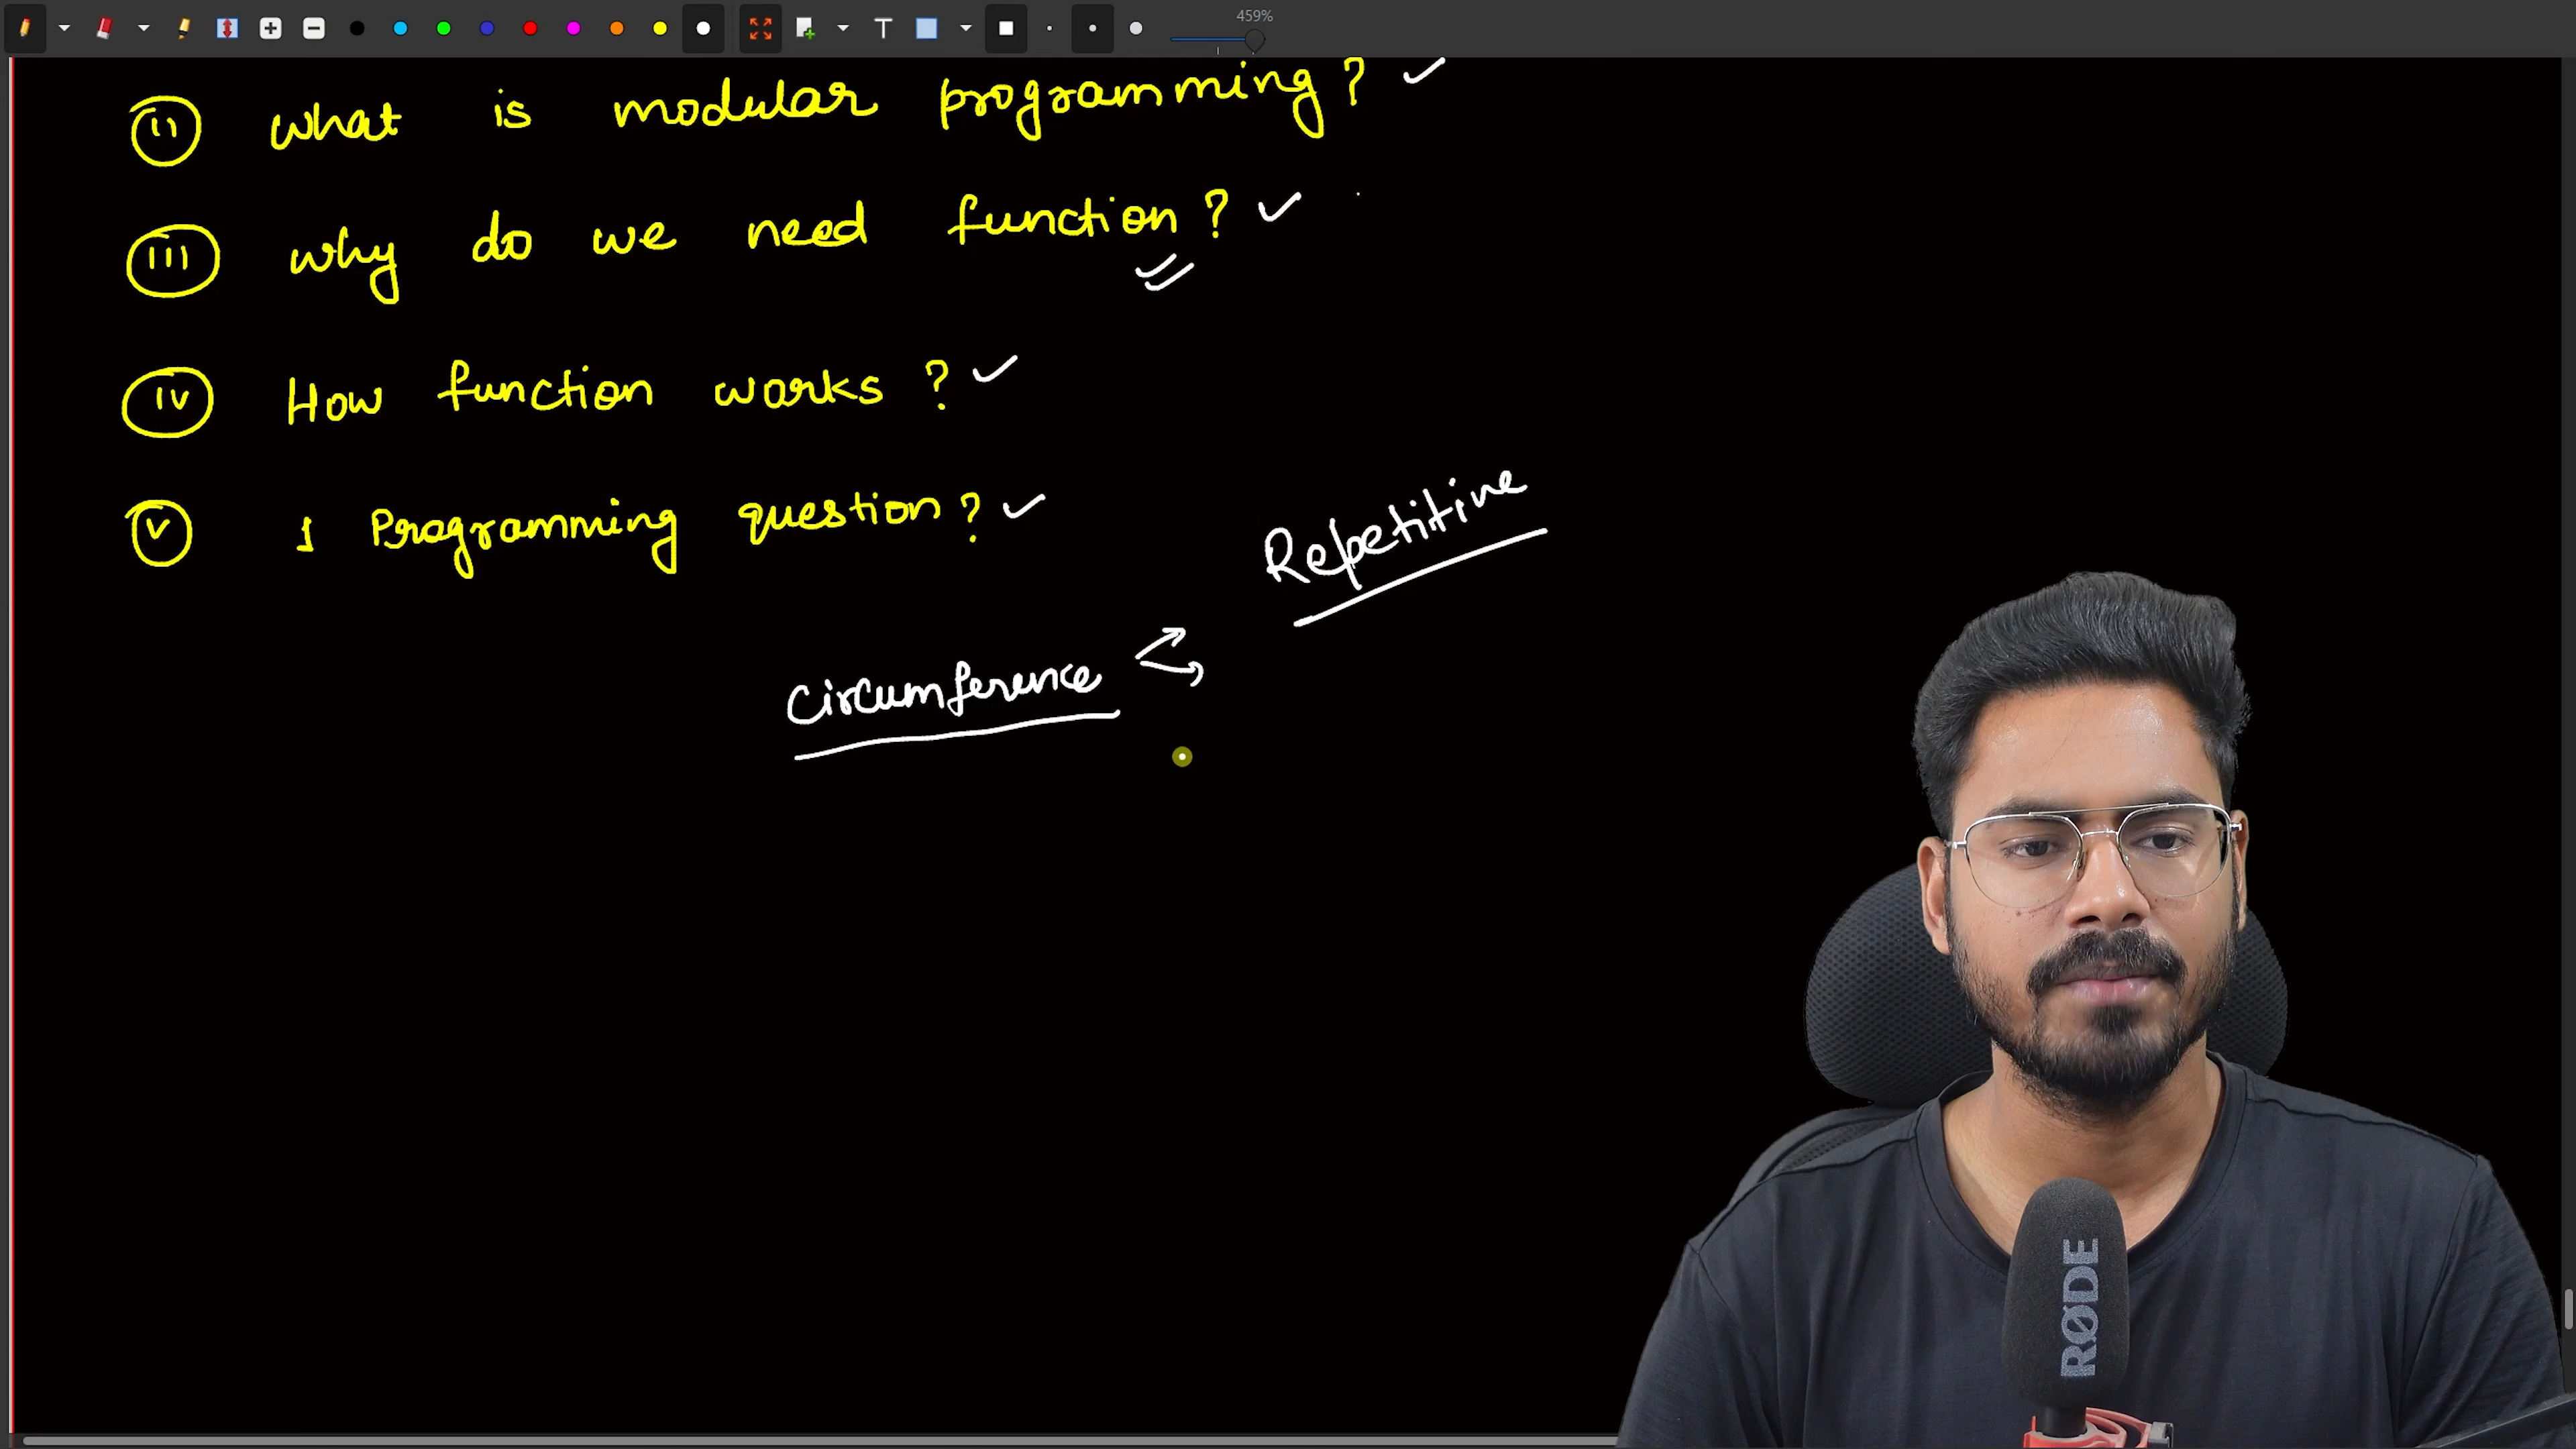 459%
(ii) what is modular programming? ✓
(iii) why do we need function? ✓
(iv) How function works? ✓
(v) 1 Programming question? ✓
Repetitive
Circumference
RØDE